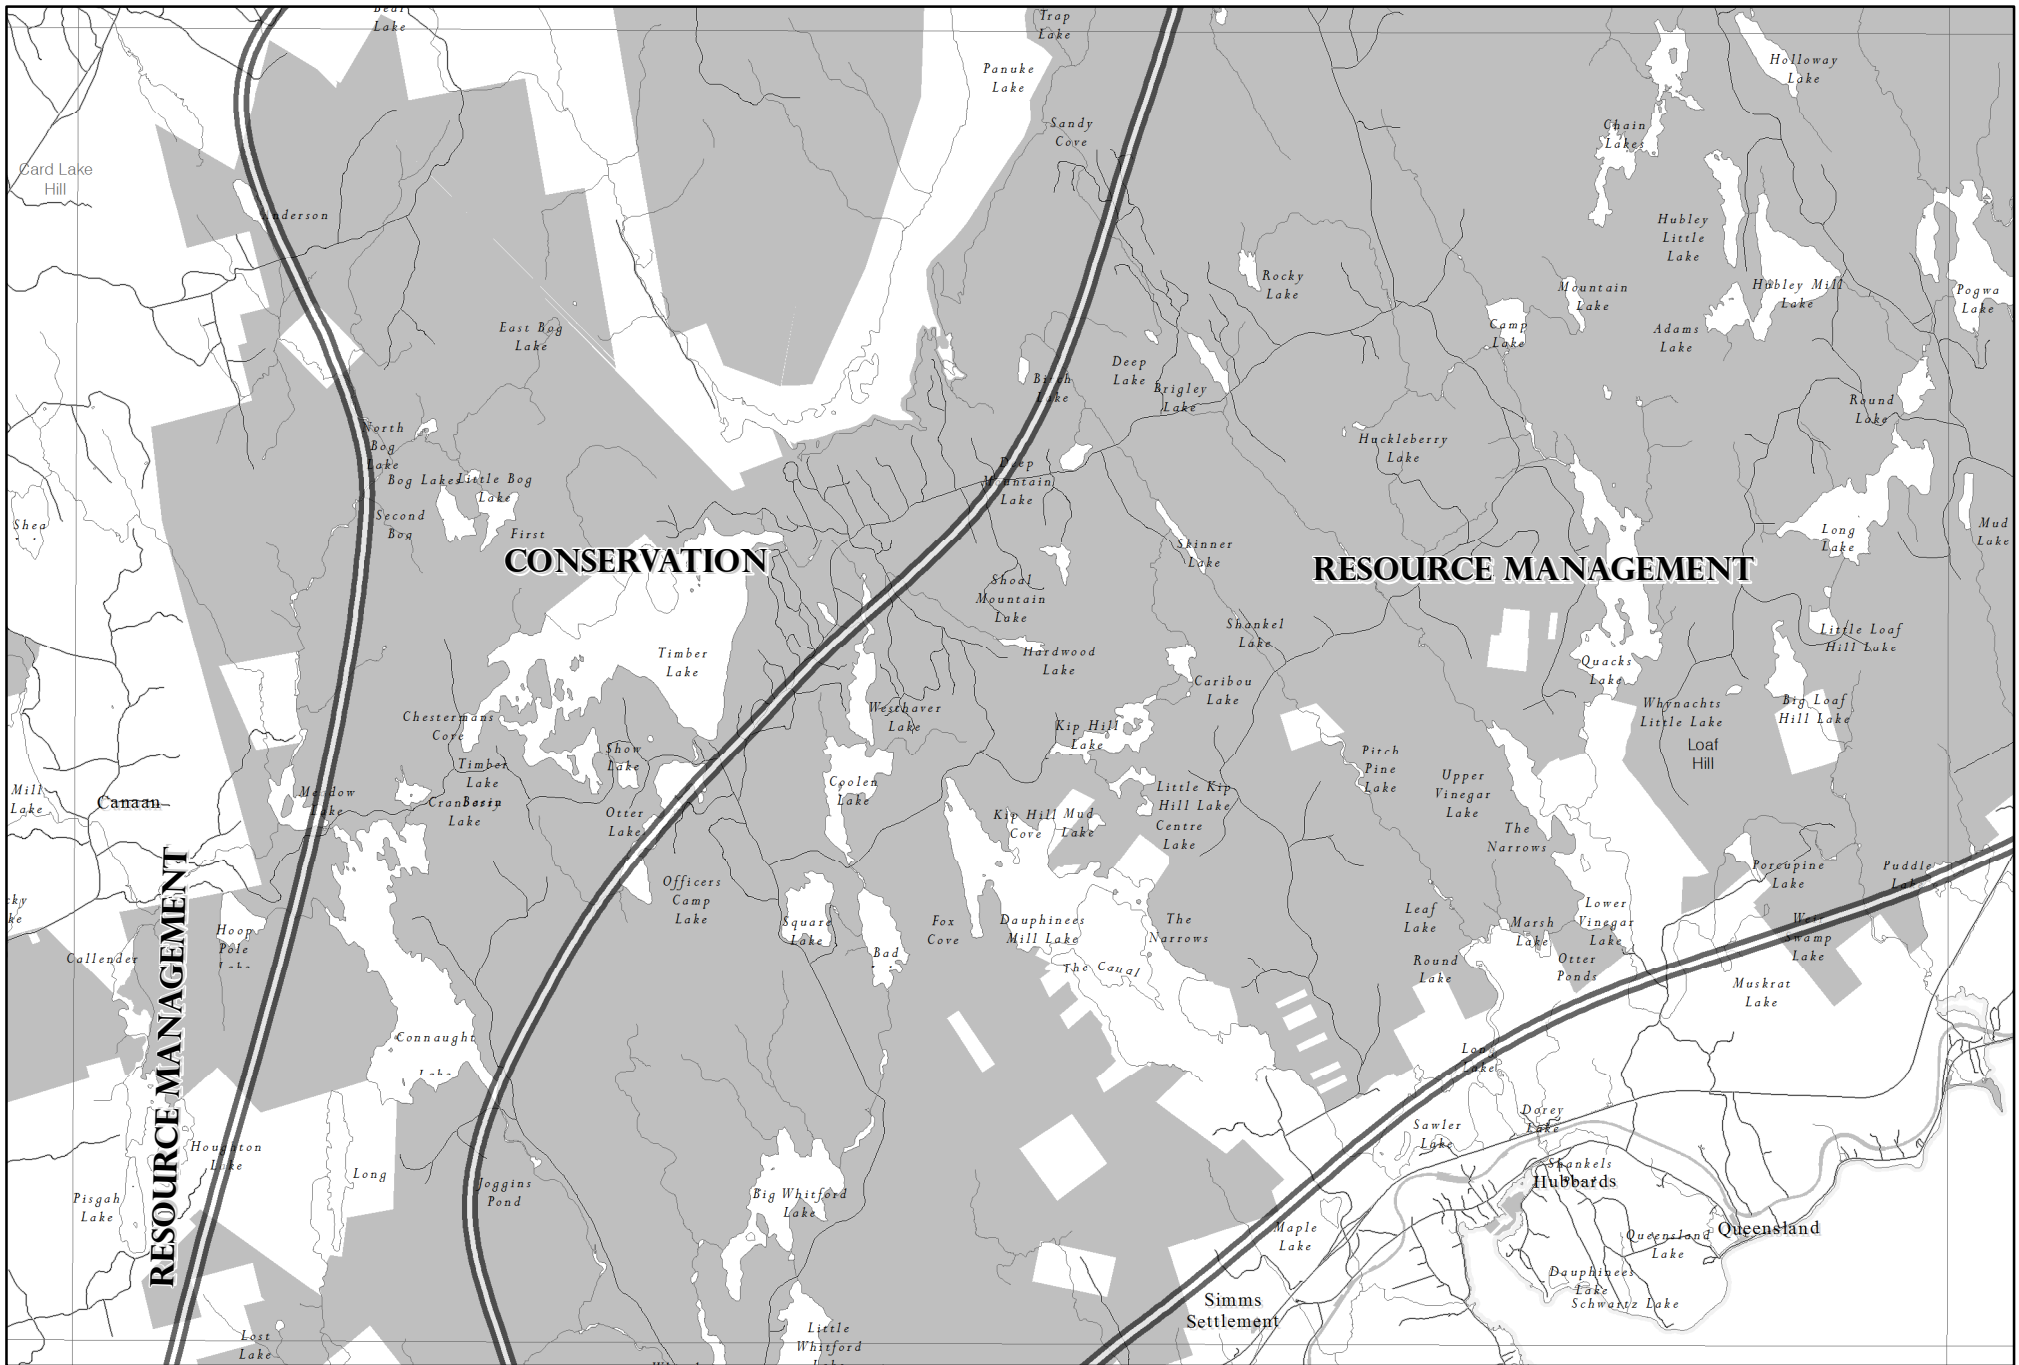 Bear
Lake
Trap
Lake
Panuke
Lake
Holloway
Lake
Sandy
Cove
Chain
Lakes
Card Lake
Hill
Anderson
Hubley
Little
Lake
Rocky
Lake
Mountain
Lake
Hubley Mill
Lake
Pogwa
Lake
East Bog
Lake
Camp
Lake
Adams
Lake
Deep
Lake
Birch
Lake
Brigley
Lake
Round
Lake
North
Bog
Lake
Huckleberry
Lake
Bog Lakes
Little Bog
Lake
Deep
Mountain
Lake
Second
Bog
First
Shea
Long
Lake
Mud
Lake
CONSERVATION
RESOURCE MANAGEMENT
Skinner
Lake
Shoal
Mountain
Lake
Shankel
Lake
Little Loaf
Hill Lake
Timber
Lake
Hardwood
Lake
Quacks
Lake
Caribou
Lake
Chestermans
Cove
Westhaver
Lake
Kip Hill
Lake
Whynachts
Little Lake
Big Loaf
Hill Lake
Loaf
Hill
Show
Lake
Pitch
Pine
Lake
Timber
Lake
Basin
Cranberry
Lake
Upper
Vinegar
Lake
Mill
Lake
Canaan
Meadow
Lake
Coolen
Lake
Little Kip
Hill Lake
Otter
Lake
Kip Hill
Cove
Mud
Lake
Centre
Lake
The
Narrows
RESOURCE MANAGEMENT
Porcupine
Lake
Puddle
Lake
Officers
Camp
Lake
Hoop
Pole
Square
Lake
Fox
Cove
Dauphinees
Mill Lake
The
Narrows
Leaf
Lake
Marsh
Lake
Lower
Vinegar
Lake
Swamp
Lake
Callender
Bad
The Canal
Round
Lake
Otter
Ponds
Muskrat
Lake
Connaught
Long
Lake
Dorey
Lake
Sawler
Lake
Houghton
Lake
Long
Shankels
Hubbards
Pisgah
Lake
Joggins
Pond
Big Whitford
Lake
Maple
Lake
Queensland
Lake
Queensland
Dauphinees
Lake
Schwartz Lake
Simms
Settlement
Lost
Lake
Little
Whitford
Lake